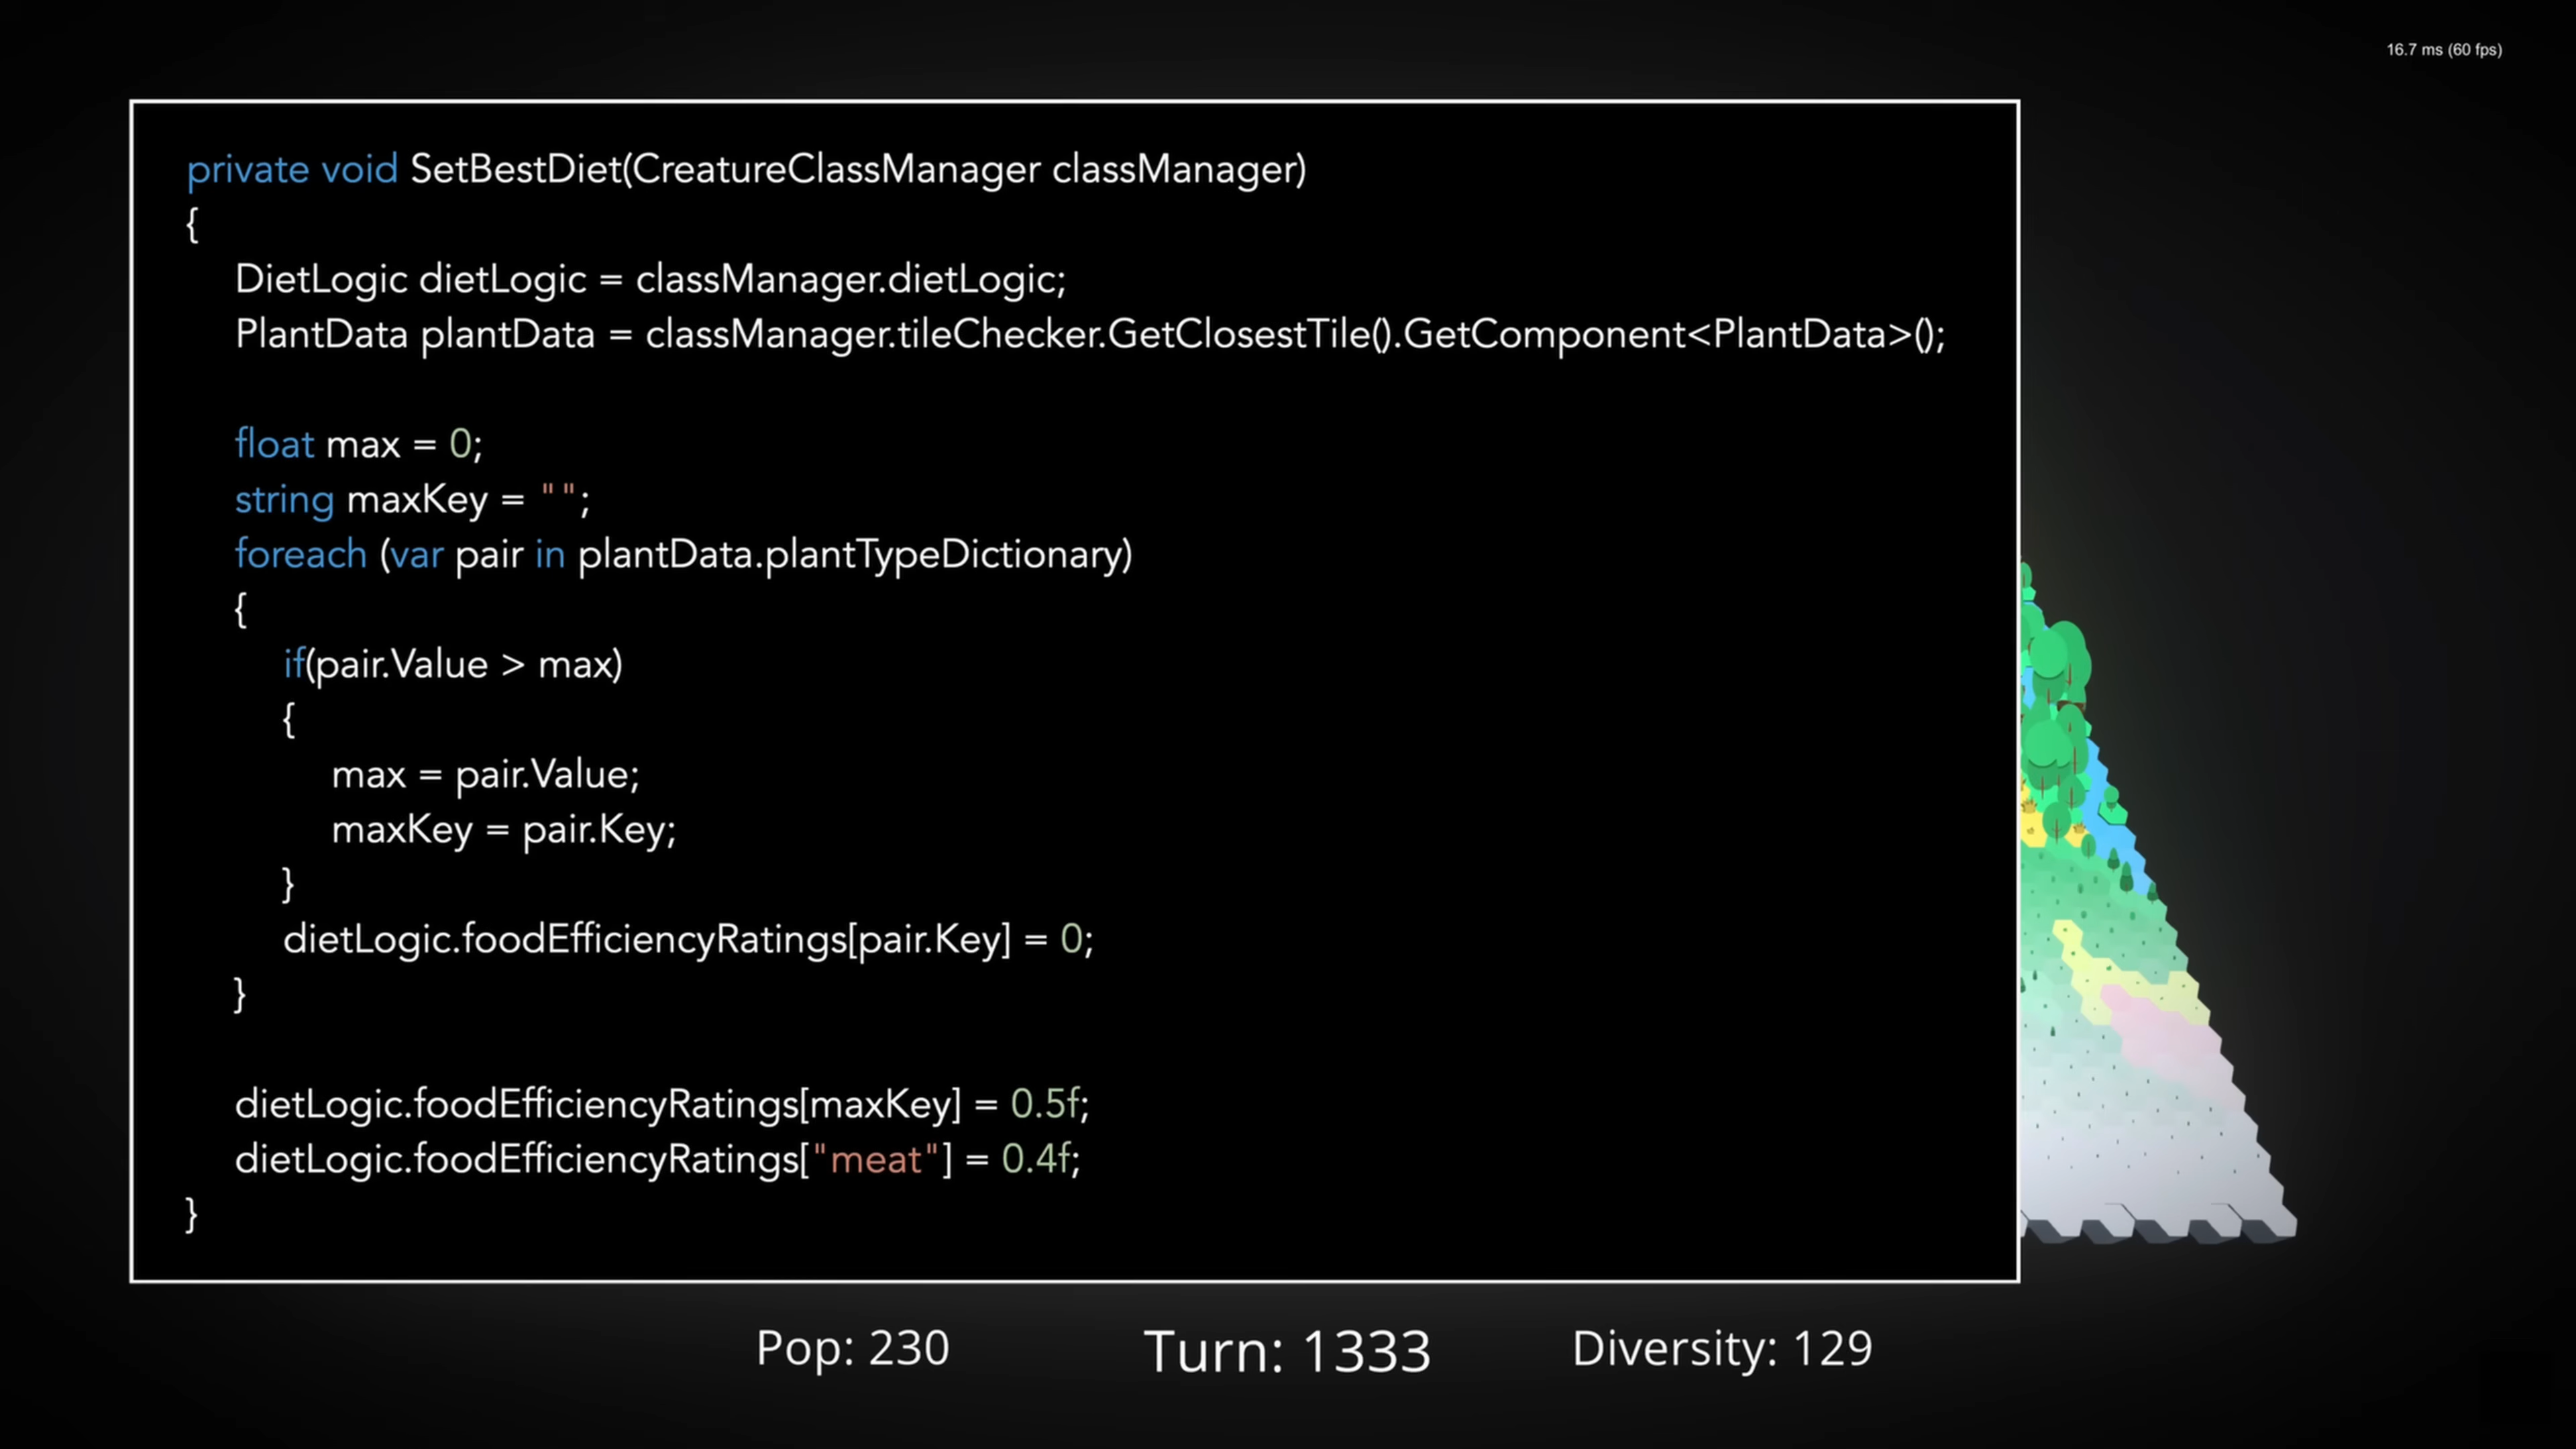 16.7 ms (60 fps)
private void SetBestDiet(CreatureClassManager classManager)
{
DietLogic dietLogic = classManager.dietLogic;
PlantData plantData = classManager.tileChecker.GetClosestTile().GetComponent<PlantData>();
float max = 0;
string maxKey = "";
foreach (var pair in plantData.plantTypeDictionary)
{
if(pair.Value > max)
{
max = pair.Value;
maxKey = pair.Key;
}
dietLogic.foodEfficiencyRatings[pair.Key] = 0;
}
dietLogic.foodEfficiencyRatings[maxKey] = 0.5f;
dietLogic.foodEfficiencyRatings["meat"] = 0.4f;
}
Pop: 230 Turn: 1333 Diversity: 129